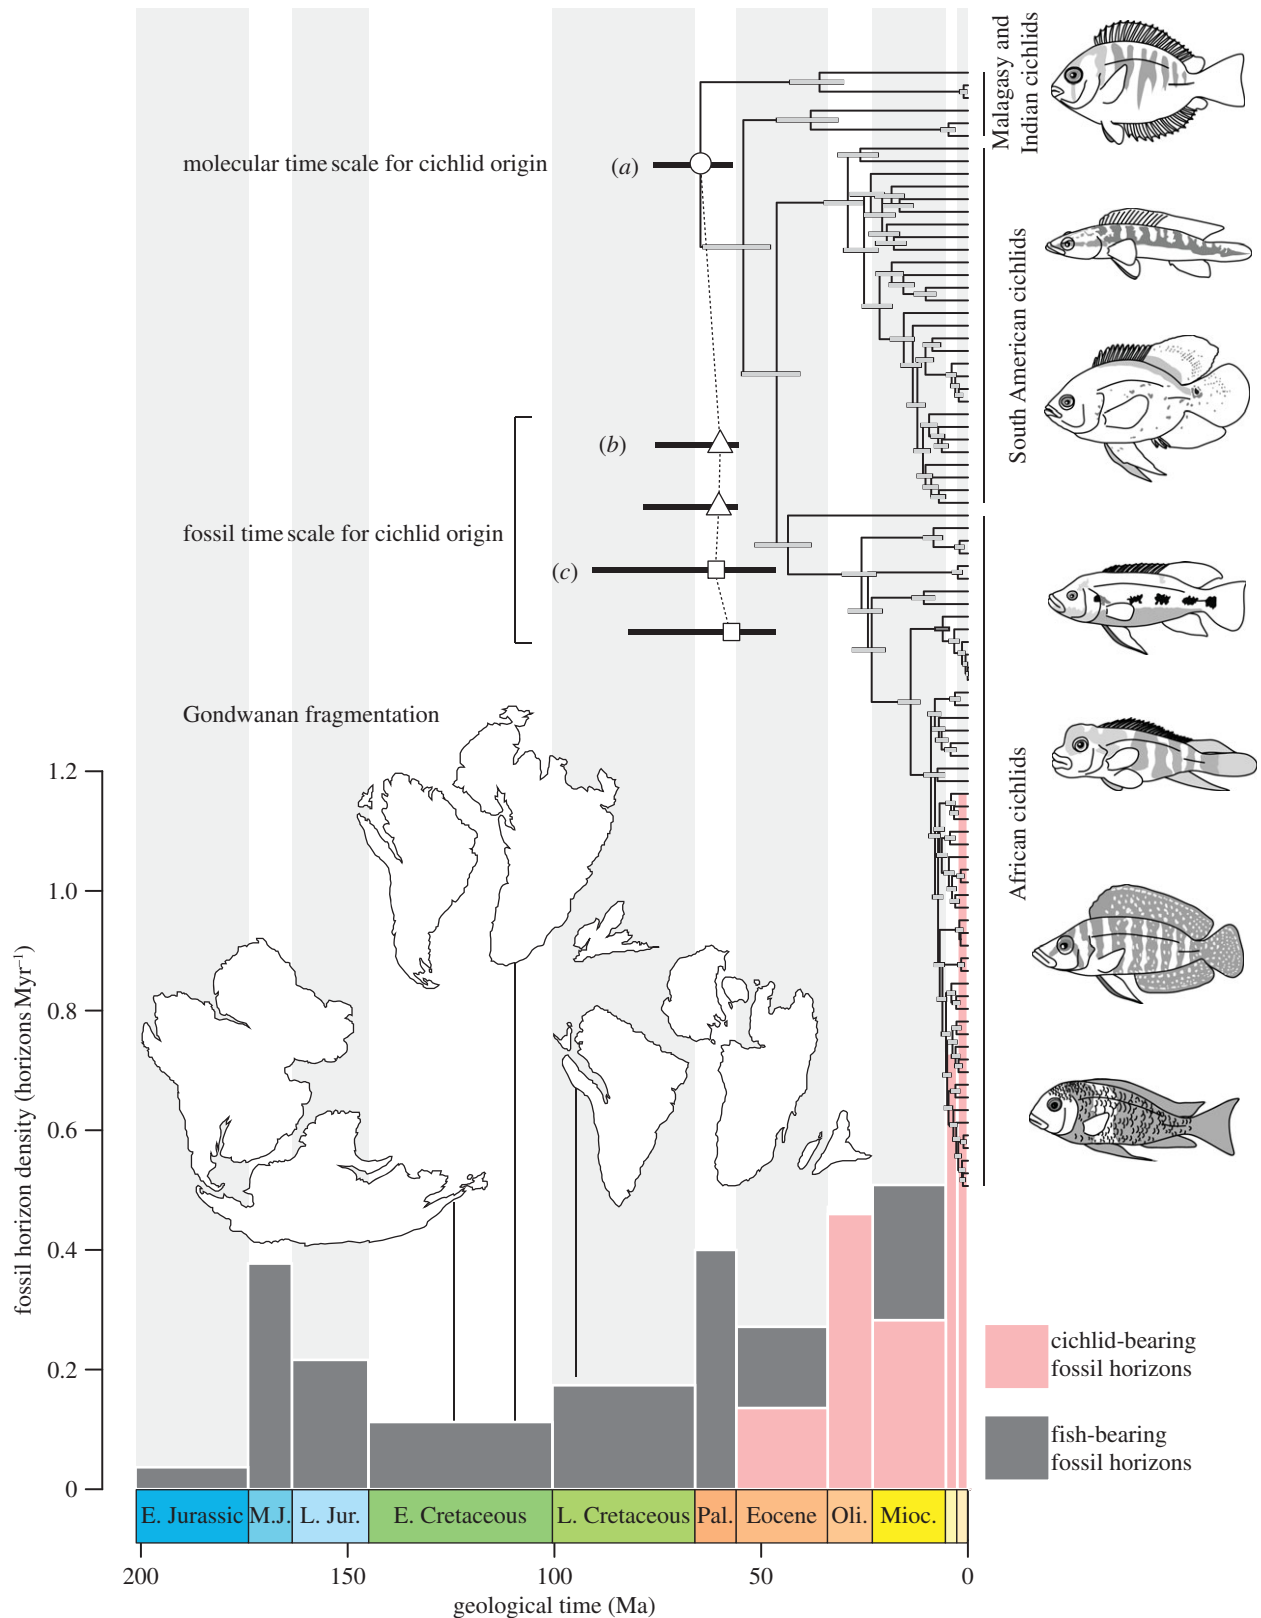 Malagasy and
Indian cichlids
molecular time scale for cichlid origin
(a)
South American cichlids
(b)
fossil time scale for cichlid origin
(c)
Gondwanan fragmentation
African cichlids
fossil horizon density (horizons Myr⁻¹)
1.2
1.0
0.8
0.6
0.4
0.2
0
cichlid-bearing
fossil horizons
fish-bearing
fossil horizons
E. Jurassic M.J. L. Jur. E. Cretaceous L. Cretaceous Pal. Eocene Oli. Mioc.
200 150 100 50 0
geological time (Ma)